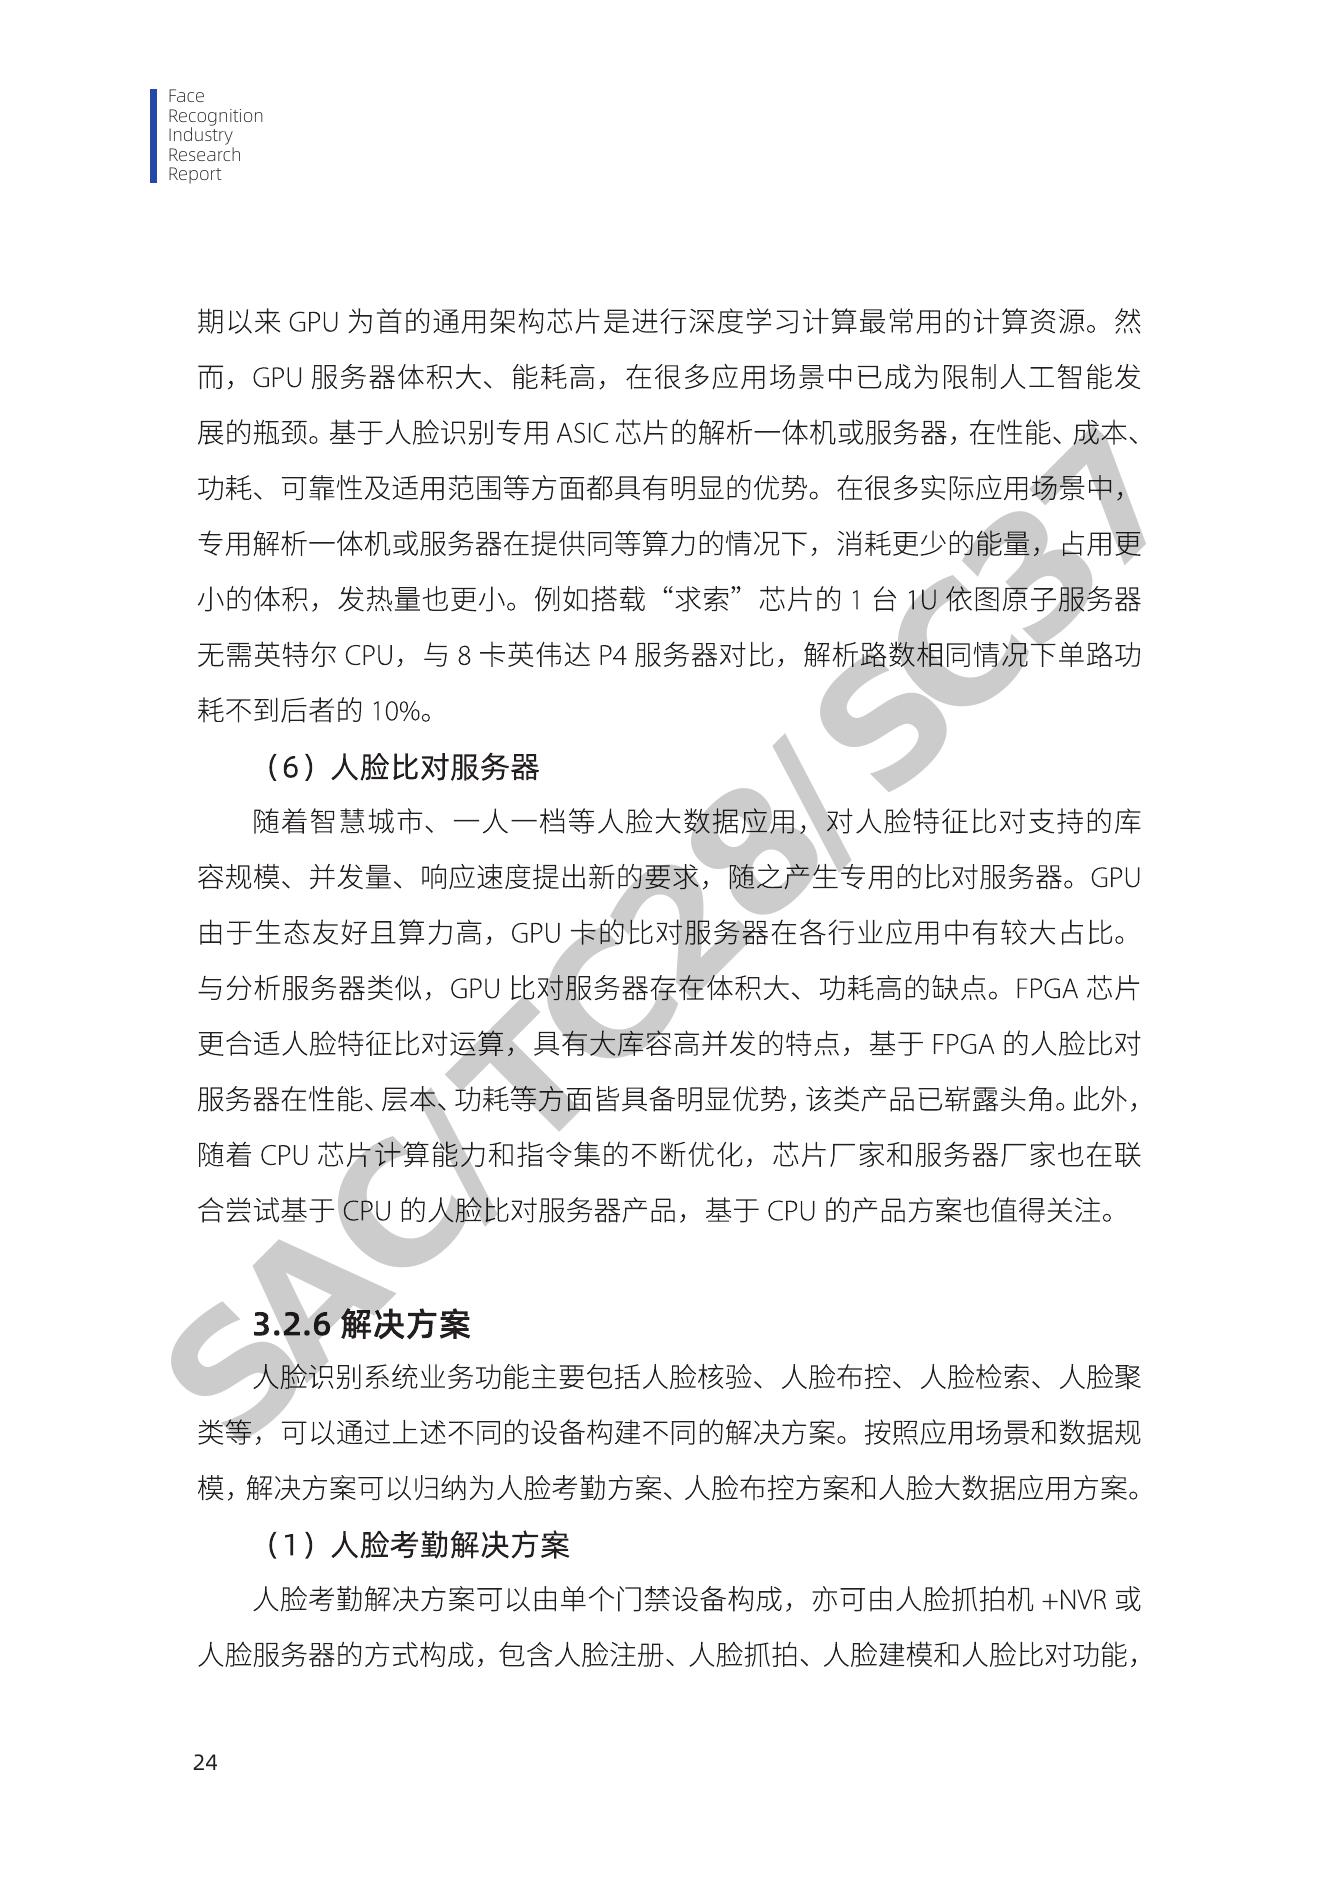 Face
Recognition
Industry
Research
Report
期以来 GPU 为首的通用架构芯片是进行深度学习计算最常用的计算资源。然
而，GPU 服务器体积大、能耗高，在很多应用场景中已成为限制人工智能发
展的瓶颈。基于人脸识别专用 ASIC 芯片的解析一体机或服务器，在性能、成本、
功耗、可靠性及适用范围等方面都具有明显的优势。在很多实际应用场景中，
专用解析一体机或服务器在提供同等算力的情况下，消耗更少的能量，占用更
小的体积，发热量也更小。例如搭载“求索”芯片的 1 台 1U 依图原子服务器
无需英特尔 CPU，与 8 卡英伟达 P4 服务器对比，解析路数相同情况下单路功
耗不到后者的 10%。
（6）人脸比对服务器
随着智慧城市、一人一档等人脸大数据应用，对人脸特征比对支持的库
容规模、并发量、响应速度提出新的要求，随之产生专用的比对服务器。GPU
由于生态友好且算力高，GPU 卡的比对服务器在各行业应用中有较大占比。
与分析服务器类似，GPU 比对服务器存在体积大、功耗高的缺点。FPGA 芯片
更合适人脸特征比对运算，具有大库容高并发的特点，基于 FPGA 的人脸比对
服务器在性能、层本、功耗等方面皆具备明显优势，该类产品已崭露头角。此外，
随着 CPU 芯片计算能力和指令集的不断优化，芯片厂家和服务器厂家也在联
合尝试基于 CPU 的人脸比对服务器产品，基于 CPU 的产品方案也值得关注。
3.2.6 解决方案
人脸识别系统业务功能主要包括人脸核验、人脸布控、人脸检索、人脸聚
类等，可以通过上述不同的设备构建不同的解决方案。按照应用场景和数据规
模，解决方案可以归纳为人脸考勤方案、人脸布控方案和人脸大数据应用方案。
（1）人脸考勤解决方案
人脸考勤解决方案可以由单个门禁设备构成，亦可由人脸抓拍机 +NVR 或
人脸服务器的方式构成，包含人脸注册、人脸抓拍、人脸建模和人脸比对功能，
24
SAC/TC28/SC37